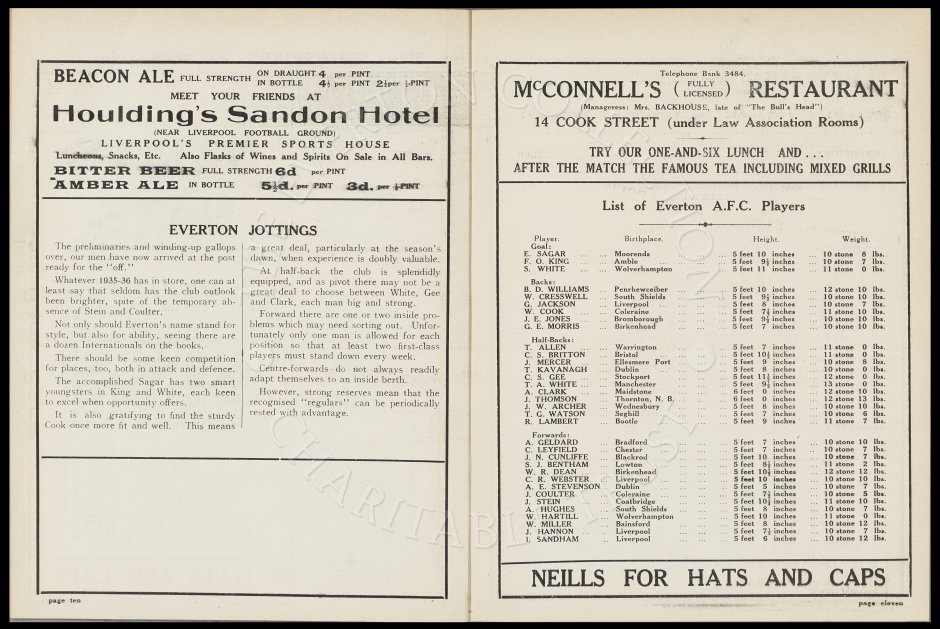 BEACON ALE FULL STRENGTH ON DRAUGHT 4 per PINT
IN BOTTLE 4½ per PINT 2½per ½-PINT
MEET YOUR FRIENDS AT
Houlding's Sandon Hotel
(NEAR LIVERPOOL FOOTBALL GROUND)
LIVERPOOL'S PREMIER SPORTS HOUSE
Luncheons, Snacks, Etc. Also Flasks of Wines and Spirits On Sale in All Bars.
BITTER BEER FULL STRENGTH 6d per PINT
AMBER ALE IN BOTTLE 5½d. per PINT 3d. per ½-PINT
EVERTON JOTTINGS
The preliminaries and winding-up gallops
over, our men have now arrived at the post
ready for the "off."
Whatever 1935-36 has in store, one can at
least say that seldom has the club outlook
been brighter, spite of the temporary ab-
sence of Stein and Coulter.
Not only should Everton's name stand for
style, but also for ability, seeing there are
a dozen Internationals on the books.
There should be some keen competition
for places, too, both in attack and defence.
The accomplished Sagar has two smart
youngsters in King and White, each keen
to excel when opportunity offers.
It is also gratifying to find the sturdy
Cook once more fit and well. This means
a great deal, particularly at the season's
dawn, when experience is doubly valuable.
At half-back the club is splendidly
equipped, and as pivot there may not be a
great deal to choose between White, Gee
and Clark, each man big and strong.
Forward there are one or two inside pro-
blems which may need sorting out. Unfor-
tunately only one man is allowed for each
position so that at least two first-class
players must stand down every week.
Centre-forwards do not always readily
adapt themselves to an inside berth.
However, strong reserves mean that the
recognised "regulars" can be periodically
rested with advantage.
page ten
Telephone Bank 3484.
McCONNELL'S (FULLY LICENSED) RESTAURANT
(Manageress: Mrs. BACKHOUSE, late of "The Bull's Head")
14 COOK STREET (under Law Association Rooms)
TRY OUR ONE-AND-SIX LUNCH AND ...
AFTER THE MATCH THE FAMOUS TEA INCLUDING MIXED GRILLS
List of Everton A.F.C. Players
Player. Birthplace. Height. Weight.
Goal:
E. SAGAR ... Moorends ... 5 feet 10 inches ... 10 stone 8 lbs.
F. O. KING ... Amble ... 5 feet 9½ inches ... 10 stone 7 lbs.
S. WHITE ... Wolverhampton ... 5 feet 11 inches ... 11 stone 0 lbs.
Backs:
B. D. WILLIAMS ... Penrhewceiber ... 5 feet 10 inches ... 12 stone 10 lbs.
W. CRESSWELL ... South Shields ... 5 feet 9½ inches ... 10 stone 10 lbs.
G. JACKSON ... Liverpool ... 5 feet 8 inches ... 10 stone 7 lbs.
W. COOK ... Coleraine ... 5 feet 7½ inches ... 11 stone 10 lbs.
J. E. JONES ... Bromborough ... 5 feet 9½ inches ... 10 stone 10 lbs.
G. E. MORRIS ... Birkenhead ... 5 feet 7 inches ... 10 stone 10 lbs.
Half-Backs:
T. ALLEN ... Warrington ... 5 feet 7 inches ... 11 stone 0 lbs.
C. S. BRITTON ... Bristol ... 5 feet 10½ inches ... 11 stone 0 lbs.
J. MERCER ... Ellesmere Port ... 5 feet 9 inches ... 10 stone 8 lbs.
T. KAVANAGH ... Dublin ... 5 feet 8 inches ... 10 stone 0 lbs.
C. S. GEE ... Stockport ... 5 feet 11½ inches ... 12 stone 0 lbs.
T. A. WHITE ... Manchester ... 5 feet 9½ inches ... 13 stone 0 lbs.
A. CLARK ... Maidstone ... 6 feet 0 inches ... 12 stone 10 lbs.
J. THOMSON ... Thornton, N. B. ... 6 feet 0 inches ... 12 stone 13 lbs.
J. W. ARCHER ... Wednesbury ... 5 feet 8 inches ... 10 stone 10 lbs.
T. G. WATSON ... Seghill ... 5 feet 7 inches ... 10 stone 6 lbs.
R. LAMBERT ... Bootle ... 5 feet 9 inches ... 11 stone 7 lbs.
Forwards:
A. GELDARD ... Bradford ... 5 feet 7 inches ... 10 stone 10 lbs.
C. LEYFIELD ... Chester ... 5 feet 7 inches ... 10 stone 7 lbs.
J. N. CUNLIFFE ... Blackrod ... 5 feet 10 inches ... 10 stone 7 lbs.
S. J. BENTHAM ... Lowton ... 5 feet 8½ inches ... 11 stone 2 lbs.
W. R. DEAN ... Birkenhead ... 5 feet 10½ inches ... 12 stone 12 lbs.
C. R. WEBSTER ... Liverpool ... 5 feet 10 inches ... 10 stone 10 lbs.
A. E. STEVENSON ... Dublin ... 5 feet 5 inches ... 10 stone 7 lbs.
J. COULTER ... Coleraine ... 5 feet 7½ inches ... 10 stone 5 lbs.
J. STEIN ... Coatbridge ... 5 feet 10½ inches ... 11 stone 10 lbs.
A. HUGHES ... South Shields ... 5 feet 8 inches ... 10 stone 7 lbs.
W. HARTILL ... Wolverhampton ... 5 feet 10 inches ... 11 stone 0 lbs.
W. MILLER ... Bainsford ... 5 feet 8 inches ... 10 stone 12 lbs.
J. HANNON ... Liverpool ... 5 feet 7½ inches ... 10 stone 7 lbs.
I. SANDHAM ... Liverpool ... 5 feet 6 inches ... 10 stone 12 lbs.
NEILLS FOR HATS AND CAPS
page eleven